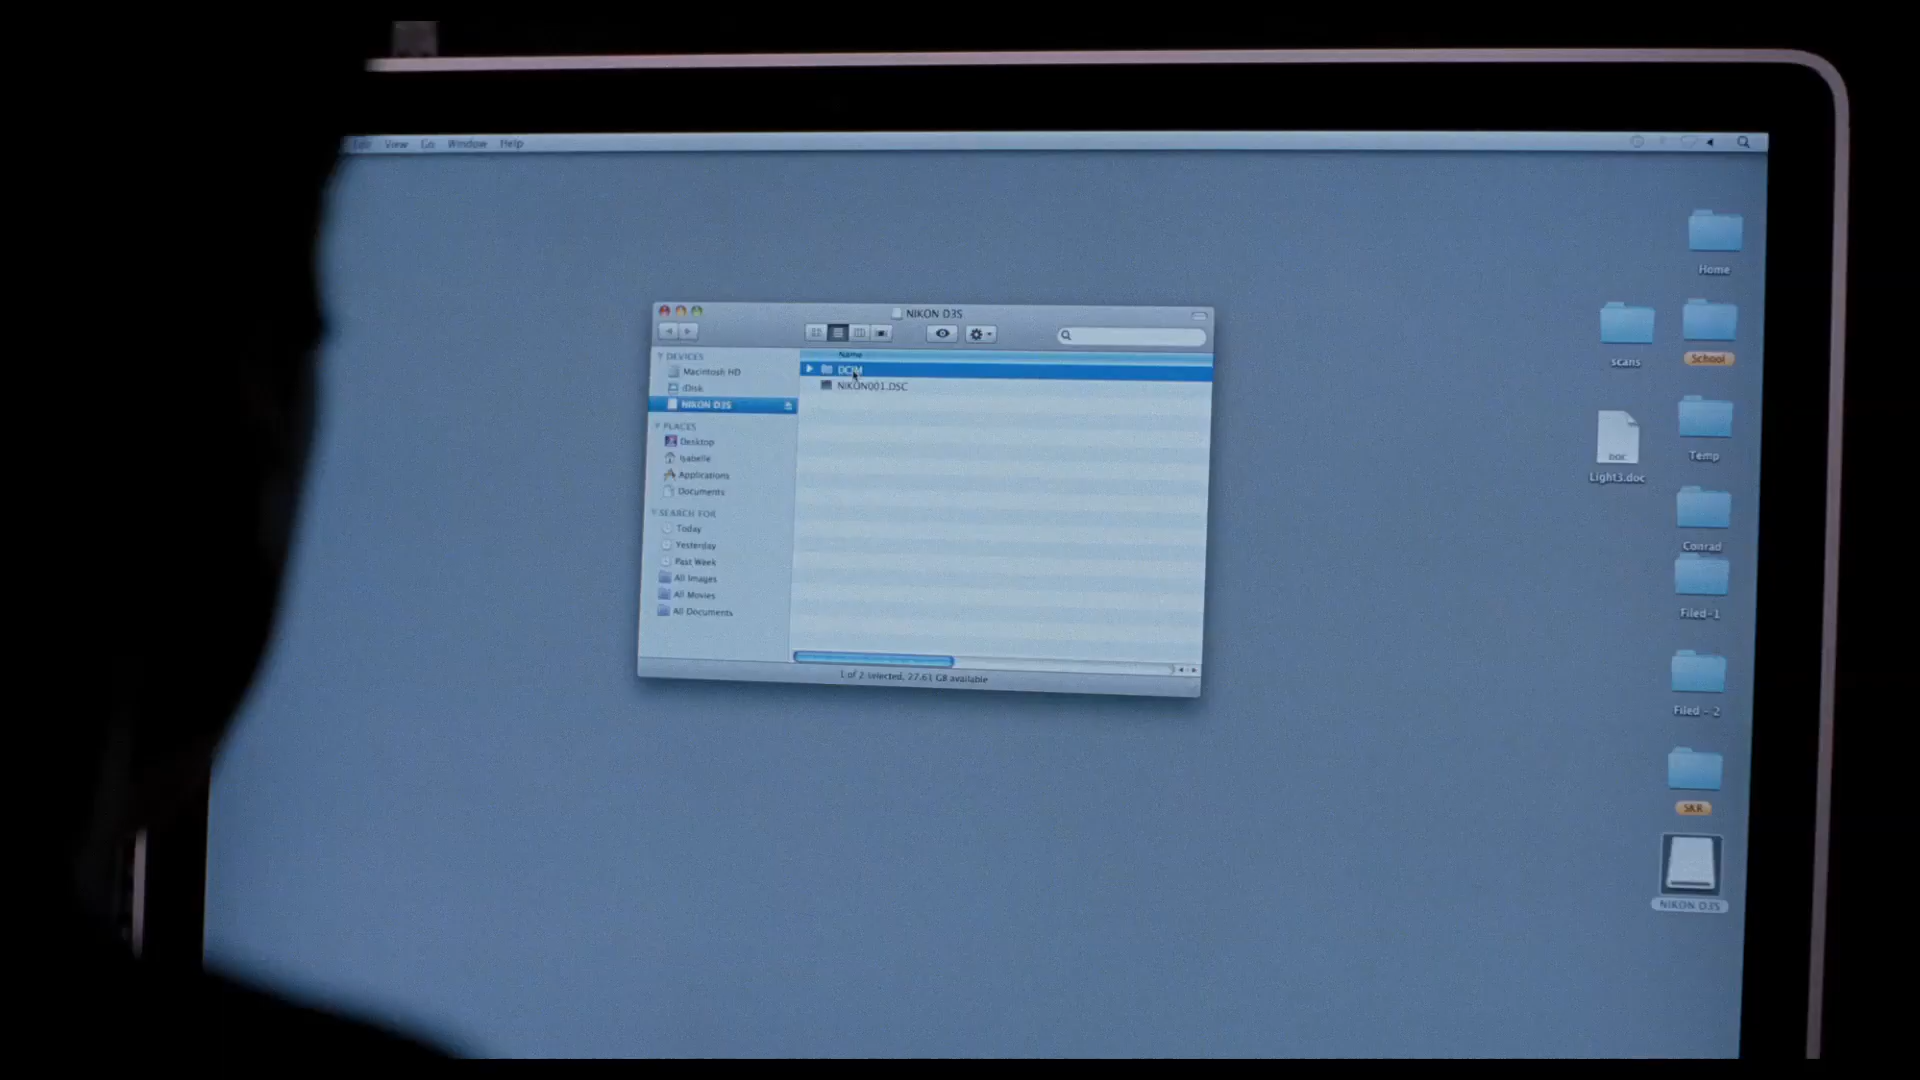 Edit View Go Window Help
NIKON D3S
Name
DCIM
NIKON001.DSC
DEVICES
Macintosh HD
iDisk
NIKON D3S
PLACES
Desktop
Isabelle
Applications
Documents
SEARCH FOR
Today
Yesterday
Past Week
All Images
All Movies
All Documents
1 of 2 selected, 27.61 GB available
Home
scans
School
DOC
Light3.doc
Temp
Conrad
Filed-1
Filed - 2
SKR
NIKON D3S